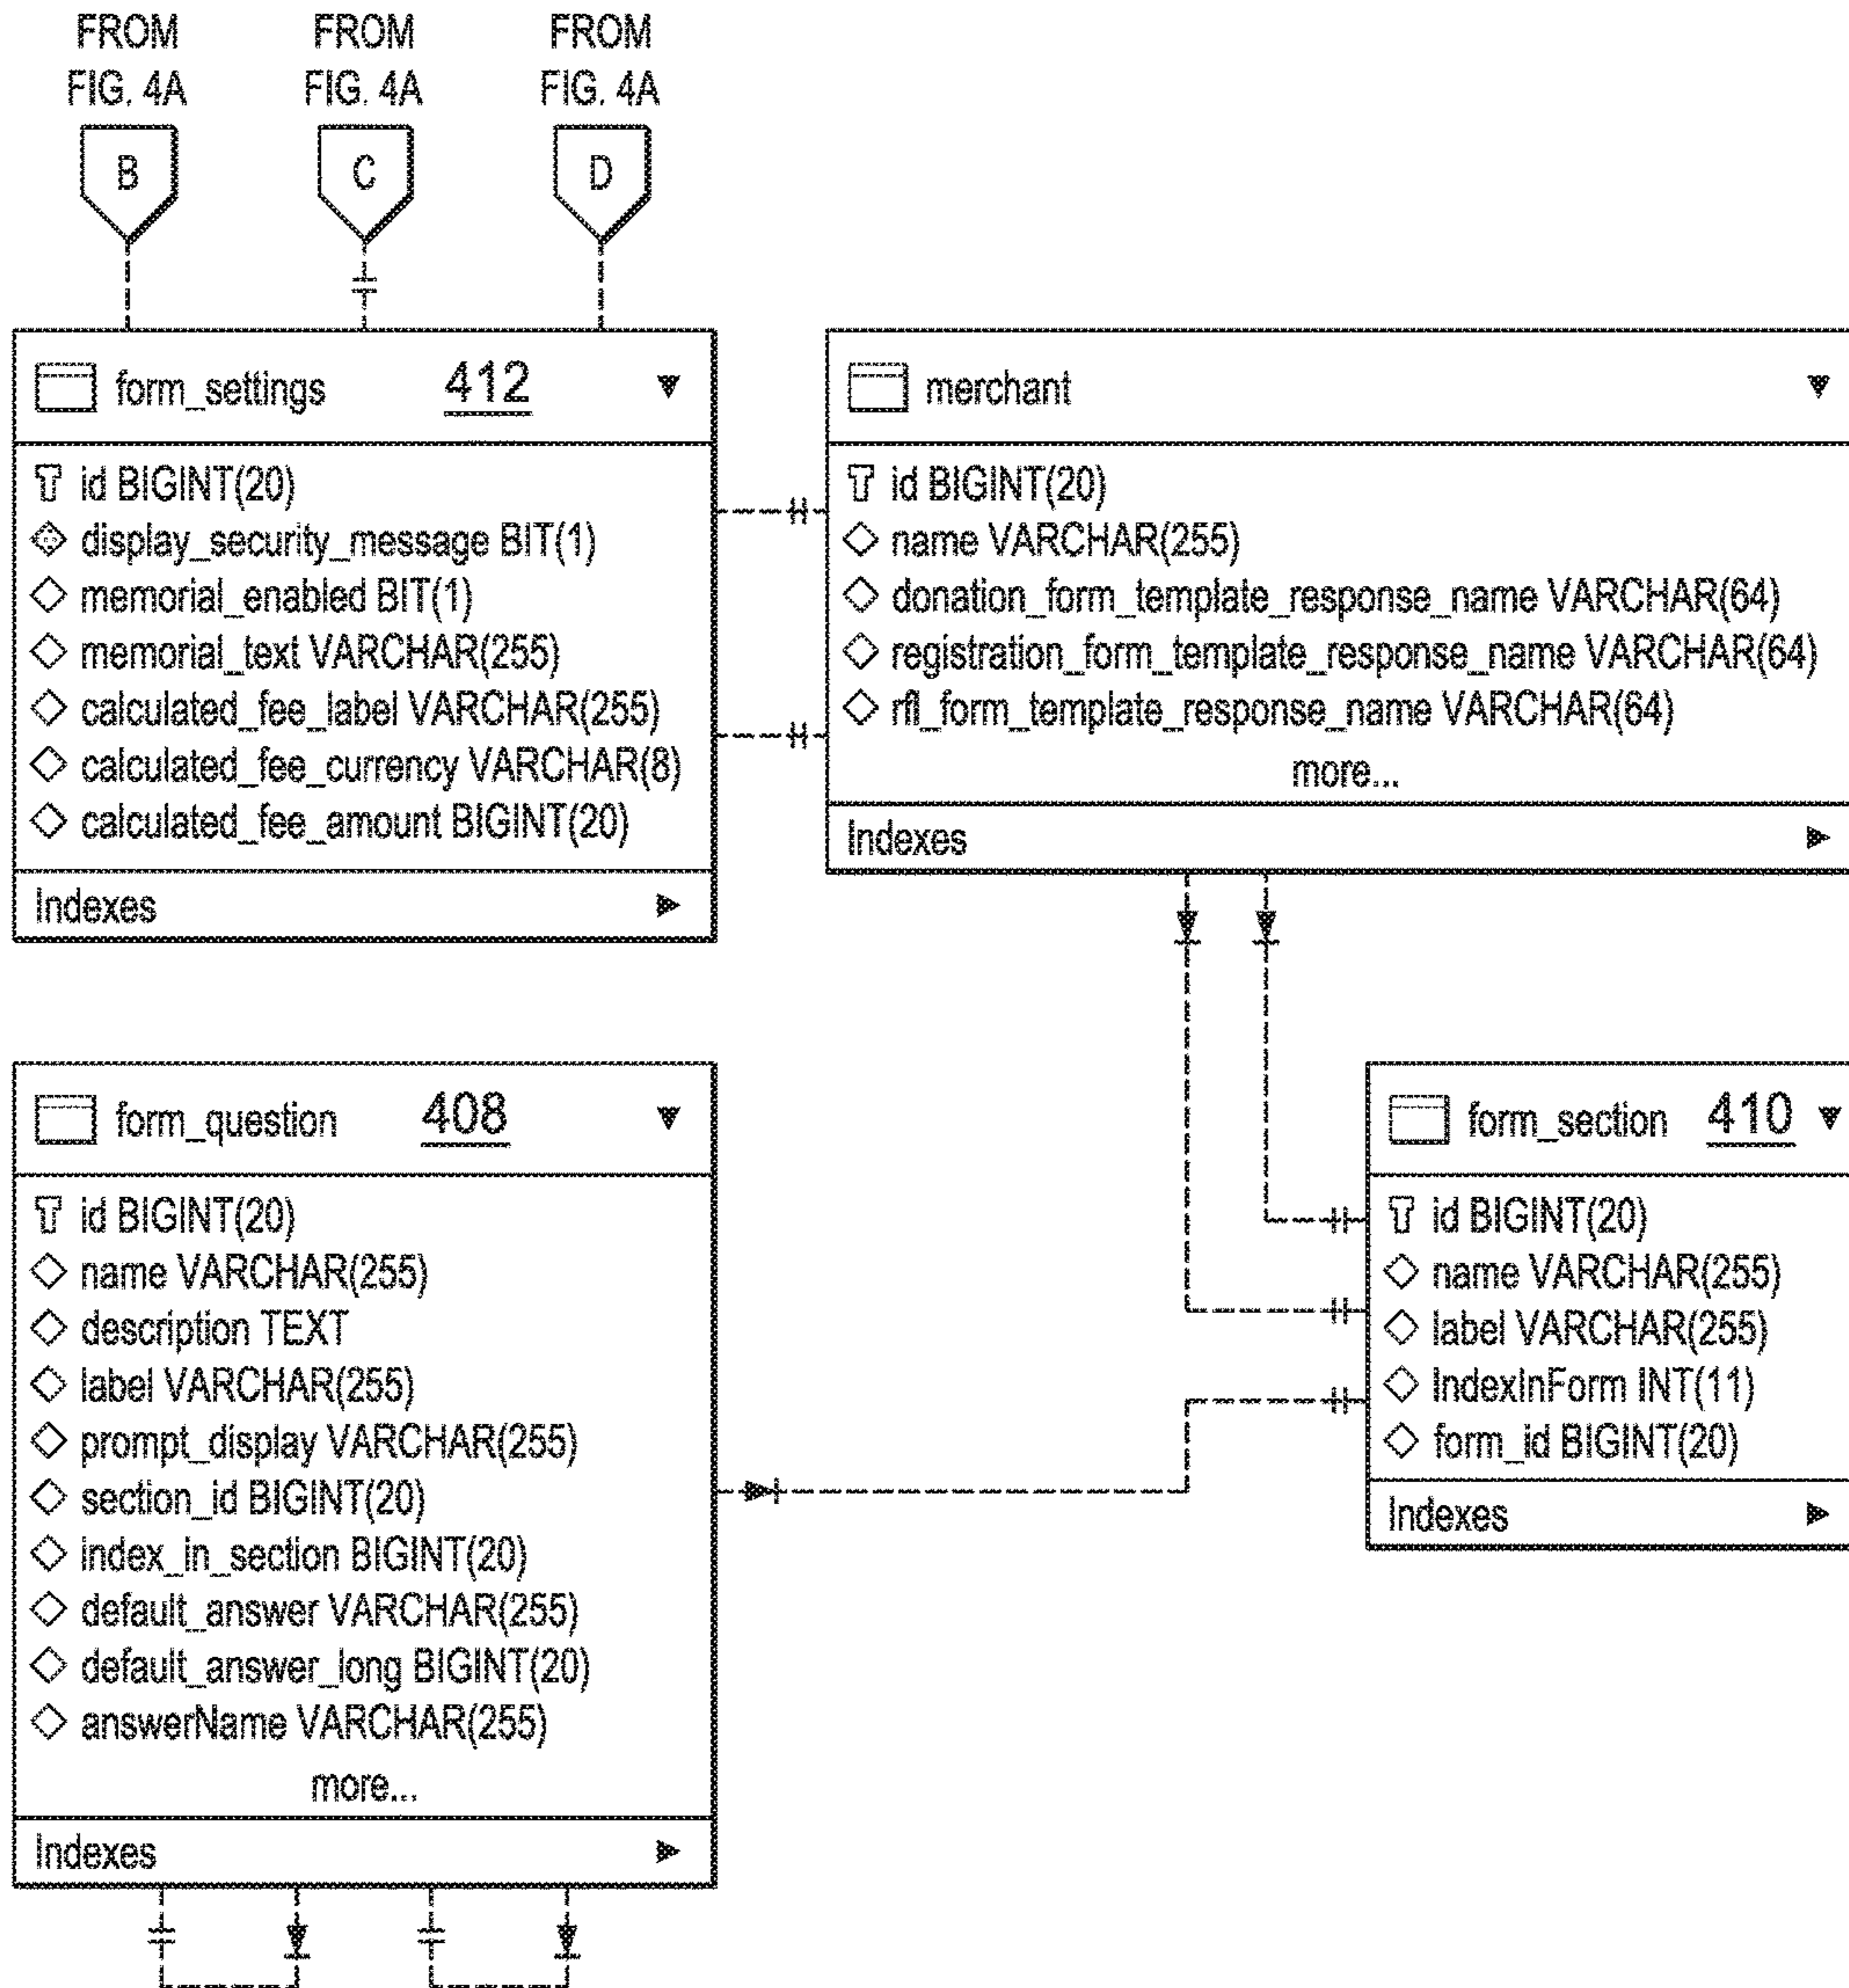 FROM FROM FROM
FIG. 4A FIG. 4A FIG. 4A
B C D
form_settings 412
id BIGINT(20)
display_security_message BIT(1)
memorial_enabled BIT(1)
memorial_text VARCHAR(255)
calculated_fee_label VARCHAR(255)
calculated_fee_currency VARCHAR(8)
calculated_fee_amount BIGINT(20)
Indexes
merchant
id BIGINT(20)
name VARCHAR(255)
donation_form_template_response_name VARCHAR(64)
registration_form_template_response_name VARCHAR(64)
rfl_form_template_response_name VARCHAR(64)
more...
Indexes
form_question 408
id BIGINT(20)
name VARCHAR(255)
description TEXT
label VARCHAR(255)
prompt_display VARCHAR(255)
section_id BIGINT(20)
index_in_section BIGINT(20)
default_answer VARCHAR(255)
default_answer_long BIGINT(20)
answerName VARCHAR(255)
more...
Indexes
form_section 410
id BIGINT(20)
name VARCHAR(255)
label VARCHAR(255)
IndexInForm INT(11)
form_id BIGINT(20)
Indexes